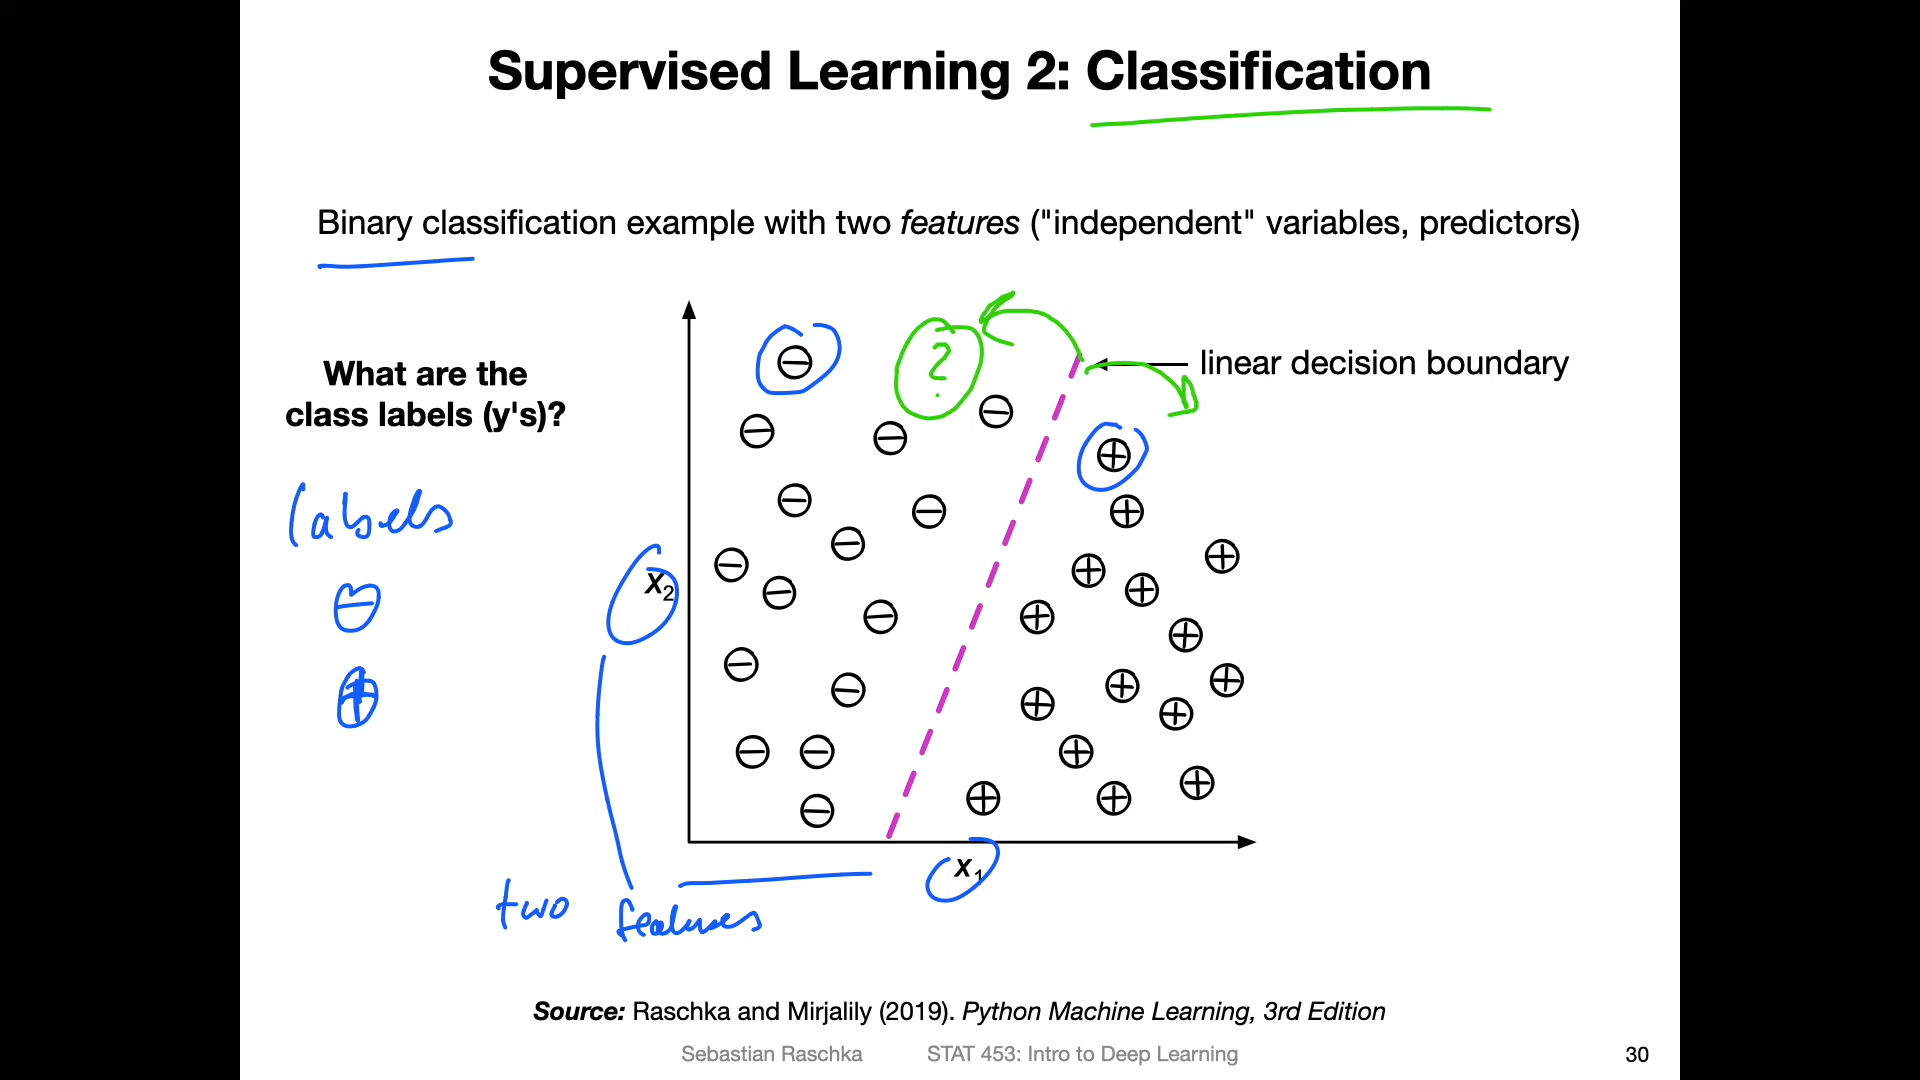 Supervised Learning 2: Classification
Binary classification example with two features ("independent" variables, predictors)
What are the
class labels (y's)?
labels
?
linear decision boundary
x2
x1
two features
Source: Raschka and Mirjalily (2019). Python Machine Learning, 3rd Edition
Sebastian Raschka STAT 453: Intro to Deep Learning 30